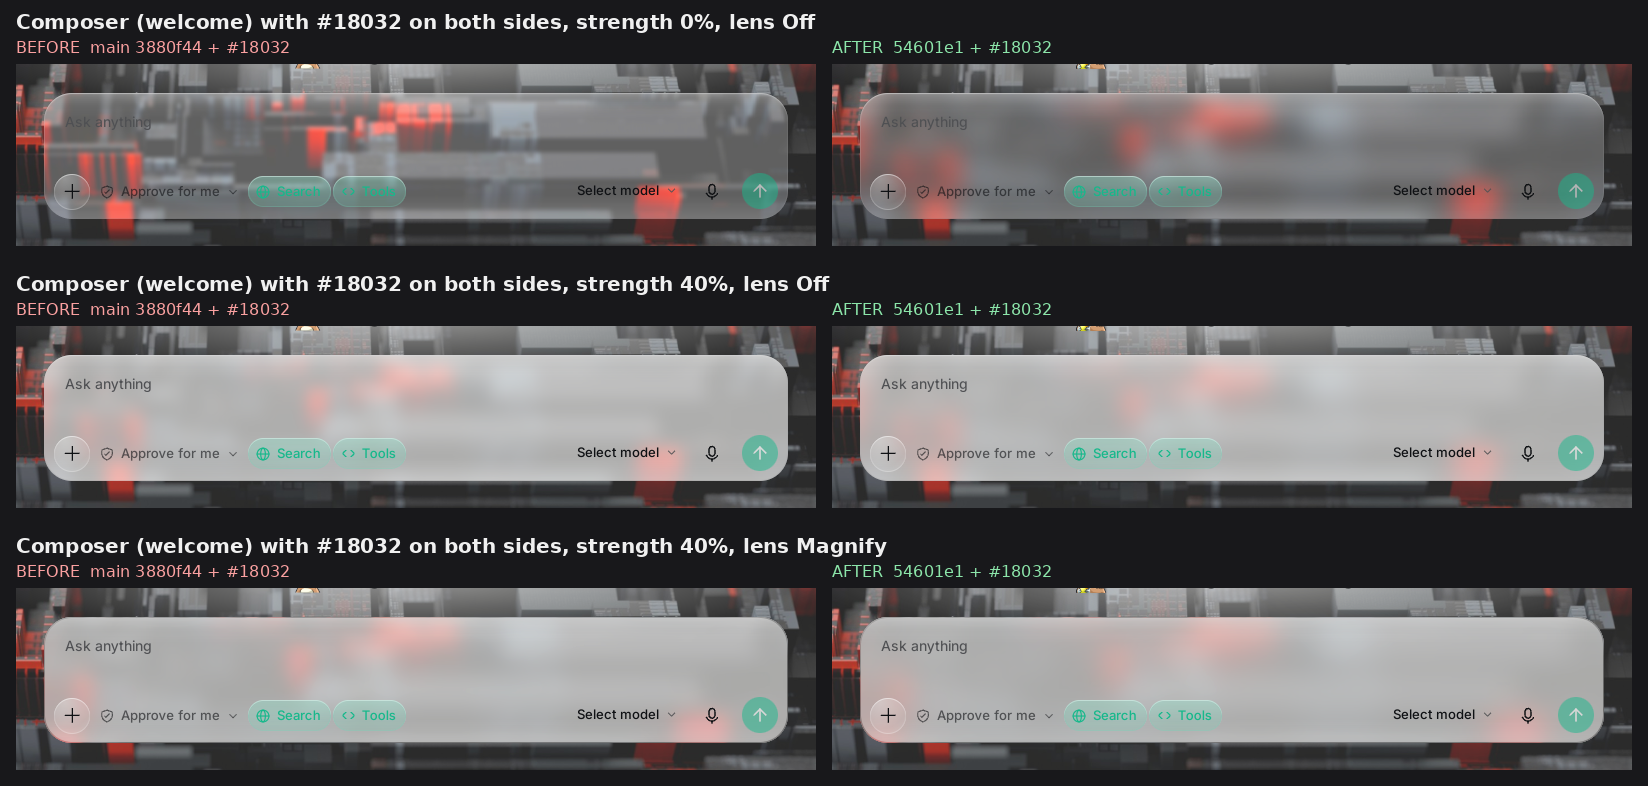 Composer (welcome) with #18032 on both sides, strength 0%, lens Off
BEFORE main 3880f44 + #18032
AFTER 54601e1 + #18032
Ask anything
Approve for me
Search
Tools
Select model
Ask anything
Approve for me
Search
Tools
Select model
Composer (welcome) with #18032 on both sides, strength 40%, lens Off
BEFORE main 3880f44 + #18032
AFTER 54601e1 + #18032
Ask anything
Approve for me
Search
Tools
Select model
Ask anything
Approve for me
Search
Tools
Select model
Composer (welcome) with #18032 on both sides, strength 40%, lens Magnify
BEFORE main 3880f44 + #18032
AFTER 54601e1 + #18032
Ask anything
Approve for me
Search
Tools
Select model
Ask anything
Approve for me
Search
Tools
Select model